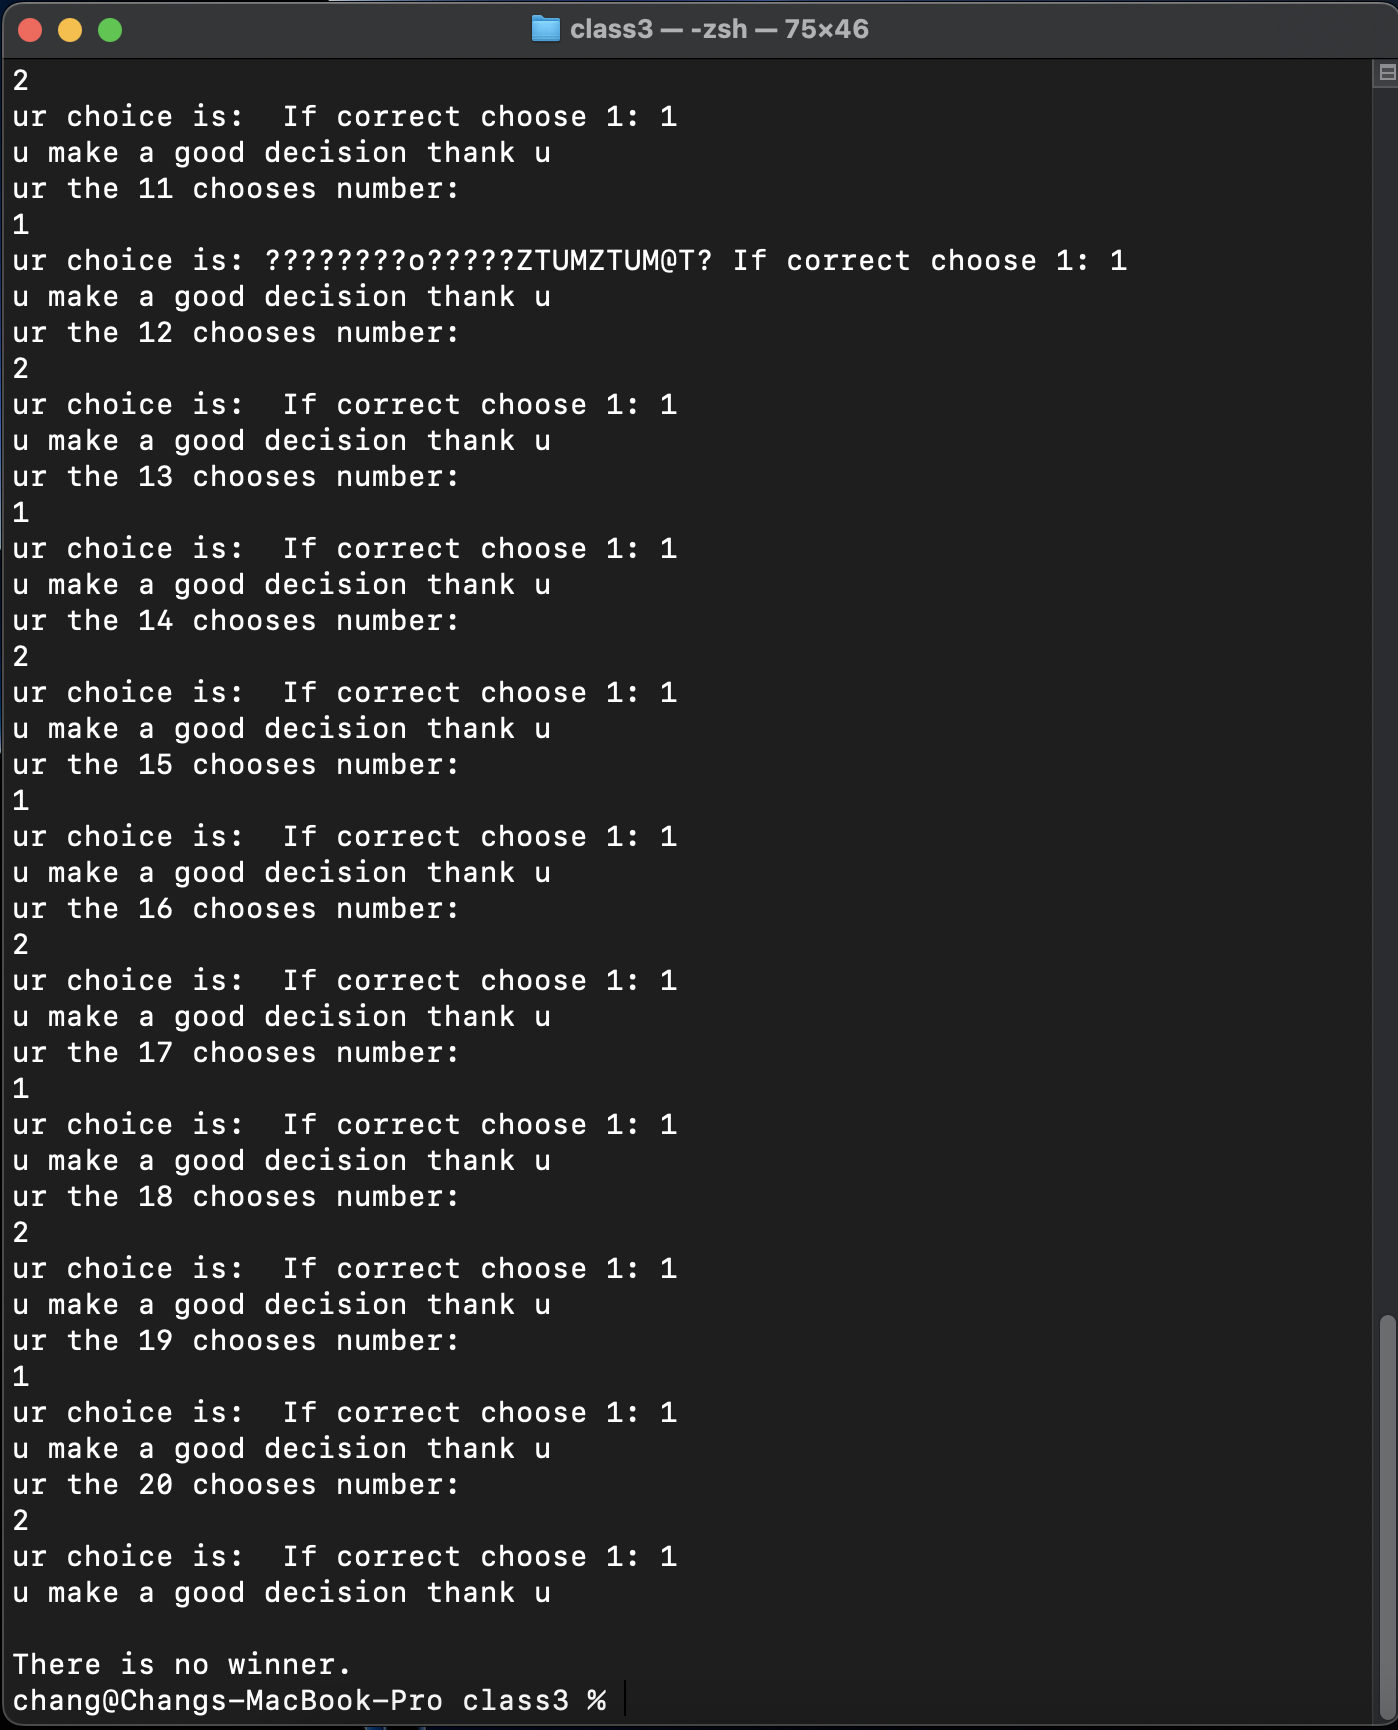 class3 — -zsh — 75×46
2
ur choice is:  If correct choose 1: 1
u make a good decision thank u
ur the 11 chooses number:
1
ur choice is: ????????o?????ZTUMZTUM@T? If correct choose 1: 1
u make a good decision thank u
ur the 12 chooses number:
2
ur choice is:  If correct choose 1: 1
u make a good decision thank u
ur the 13 chooses number:
1
ur choice is:  If correct choose 1: 1
u make a good decision thank u
ur the 14 chooses number:
2
ur choice is:  If correct choose 1: 1
u make a good decision thank u
ur the 15 chooses number:
1
ur choice is:  If correct choose 1: 1
u make a good decision thank u
ur the 16 chooses number:
2
ur choice is:  If correct choose 1: 1
u make a good decision thank u
ur the 17 chooses number:
1
ur choice is:  If correct choose 1: 1
u make a good decision thank u
ur the 18 chooses number:
2
ur choice is:  If correct choose 1: 1
u make a good decision thank u
ur the 19 chooses number:
1
ur choice is:  If correct choose 1: 1
u make a good decision thank u
ur the 20 chooses number:
2
ur choice is:  If correct choose 1: 1
u make a good decision thank u
There is no winner.
chang@Changs-MacBook-Pro class3 %